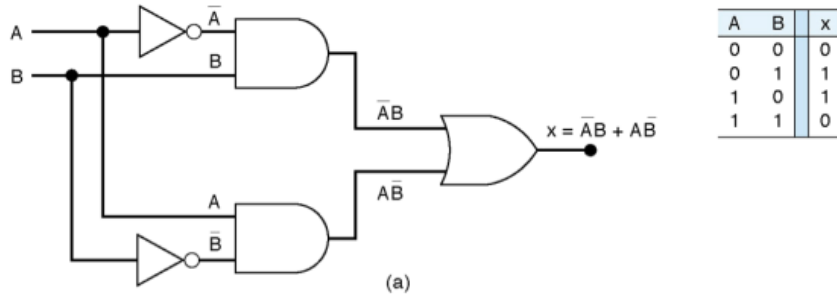 A
B
A̅
B
A̅B
x = A̅B + AB̅
A
B̅
AB̅
(a)
A B x
0 0 0
0 1 1
1 0 1
1 1 0